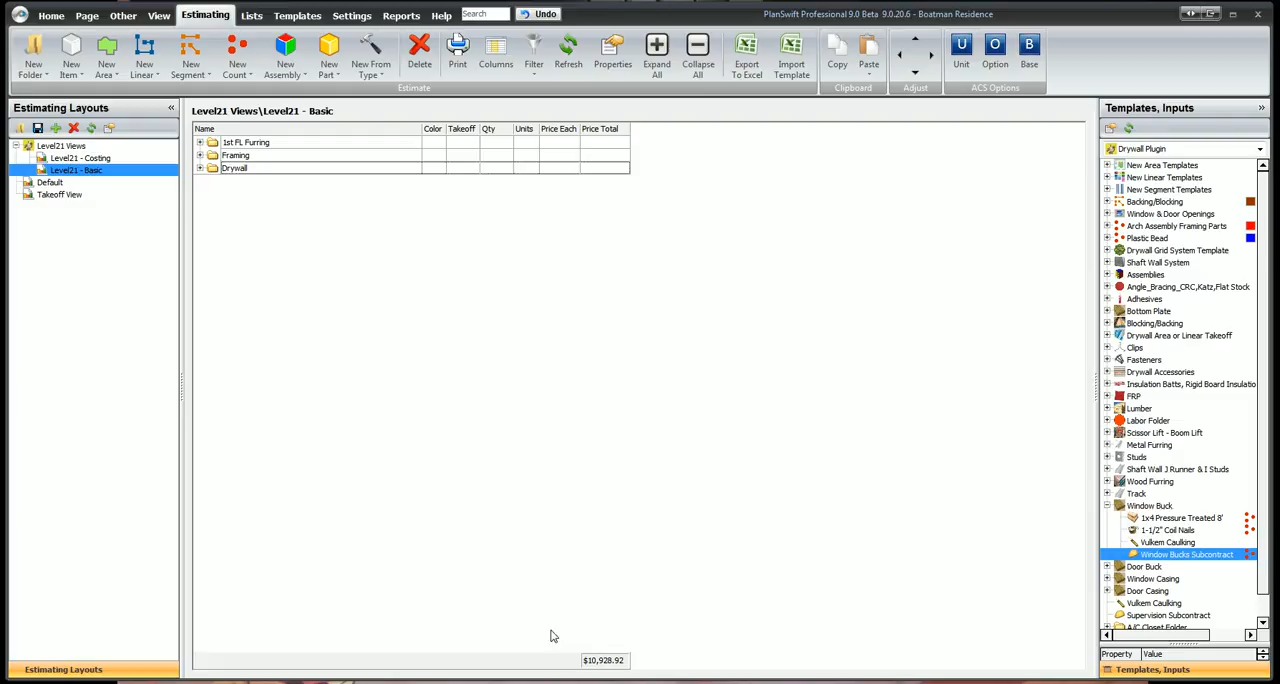 PlanSwift Professional 9.0 Beta 9.0.20.6 - Boatman Residence
Home Page Other View Estimating Lists Templates Settings Reports Help Search Undo
New Folder New Item New Area New Linear New Segment New Count New Assembly New Part New From Type Delete Print Columns Filter Refresh Properties Expand All Collapse All Export To Excel Import Template Copy Paste Unit Option Base
U O B
Estimate Clipboard Adjust ACS Options
Estimating Layouts
Level21 Views
Level21 - Costing
Level21 - Basic
Default
Takeoff View
Estimating Layouts
Level21 Views\Level21 - Basic
Name Color Takeoff Qty Units Price Each Price Total
1st FL Furring
Framing
Drywall
$10,928.92
Templates, Inputs
Drywall Plugin
New Area Templates
New Linear Templates
New Segment Templates
Backing/Blocking
Window & Door Openings
Arch Assembly Framing Parts
Plastic Bead
Drywall Grid System Template
Shaft Wall System
Assemblies
Angle_Bracing_CRC,Katz,Flat Stock
Adhesives
Bottom Plate
Blocking/Backing
Drywall Area or Linear Takeoff
Clips
Fasteners
Drywall Accessories
Insulation Batts, Rigid Board Insulatio
FRP
Lumber
Labor Folder
Scissor Lift - Boom Lift
Metal Furring
Studs
Shaft Wall J Runner & I Studs
Wood Furring
Track
Window Buck
1x4 Pressure Treated 8'
1-1/2" Coil Nails
Vulkem Caulking
Window Bucks Subcontract
Door Buck
Window Casing
Door Casing
Vulkem Caulking
Supervision Subcontract
A/C Closet Folder
Property Value
Templates, Inputs